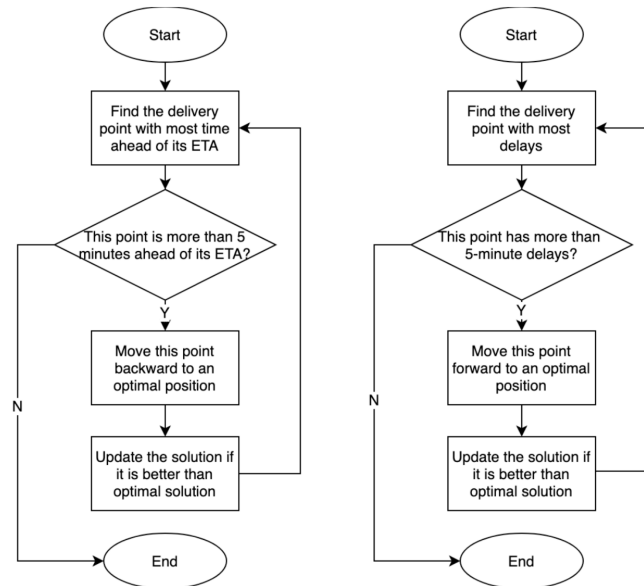 Start
Find the delivery
point with most time
ahead of its ETA
This point is more than 5
minutes ahead of its ETA?
Y
Move this point
backward to an
optimal position
N
Update the solution if
it is better than
optimal solution
End
Start
Find the delivery
point with most
delays
This point has more than
5-minute delays?
Y
Move this point
forward to an optimal
position
N
Update the solution if
it is better than
optimal solution
End